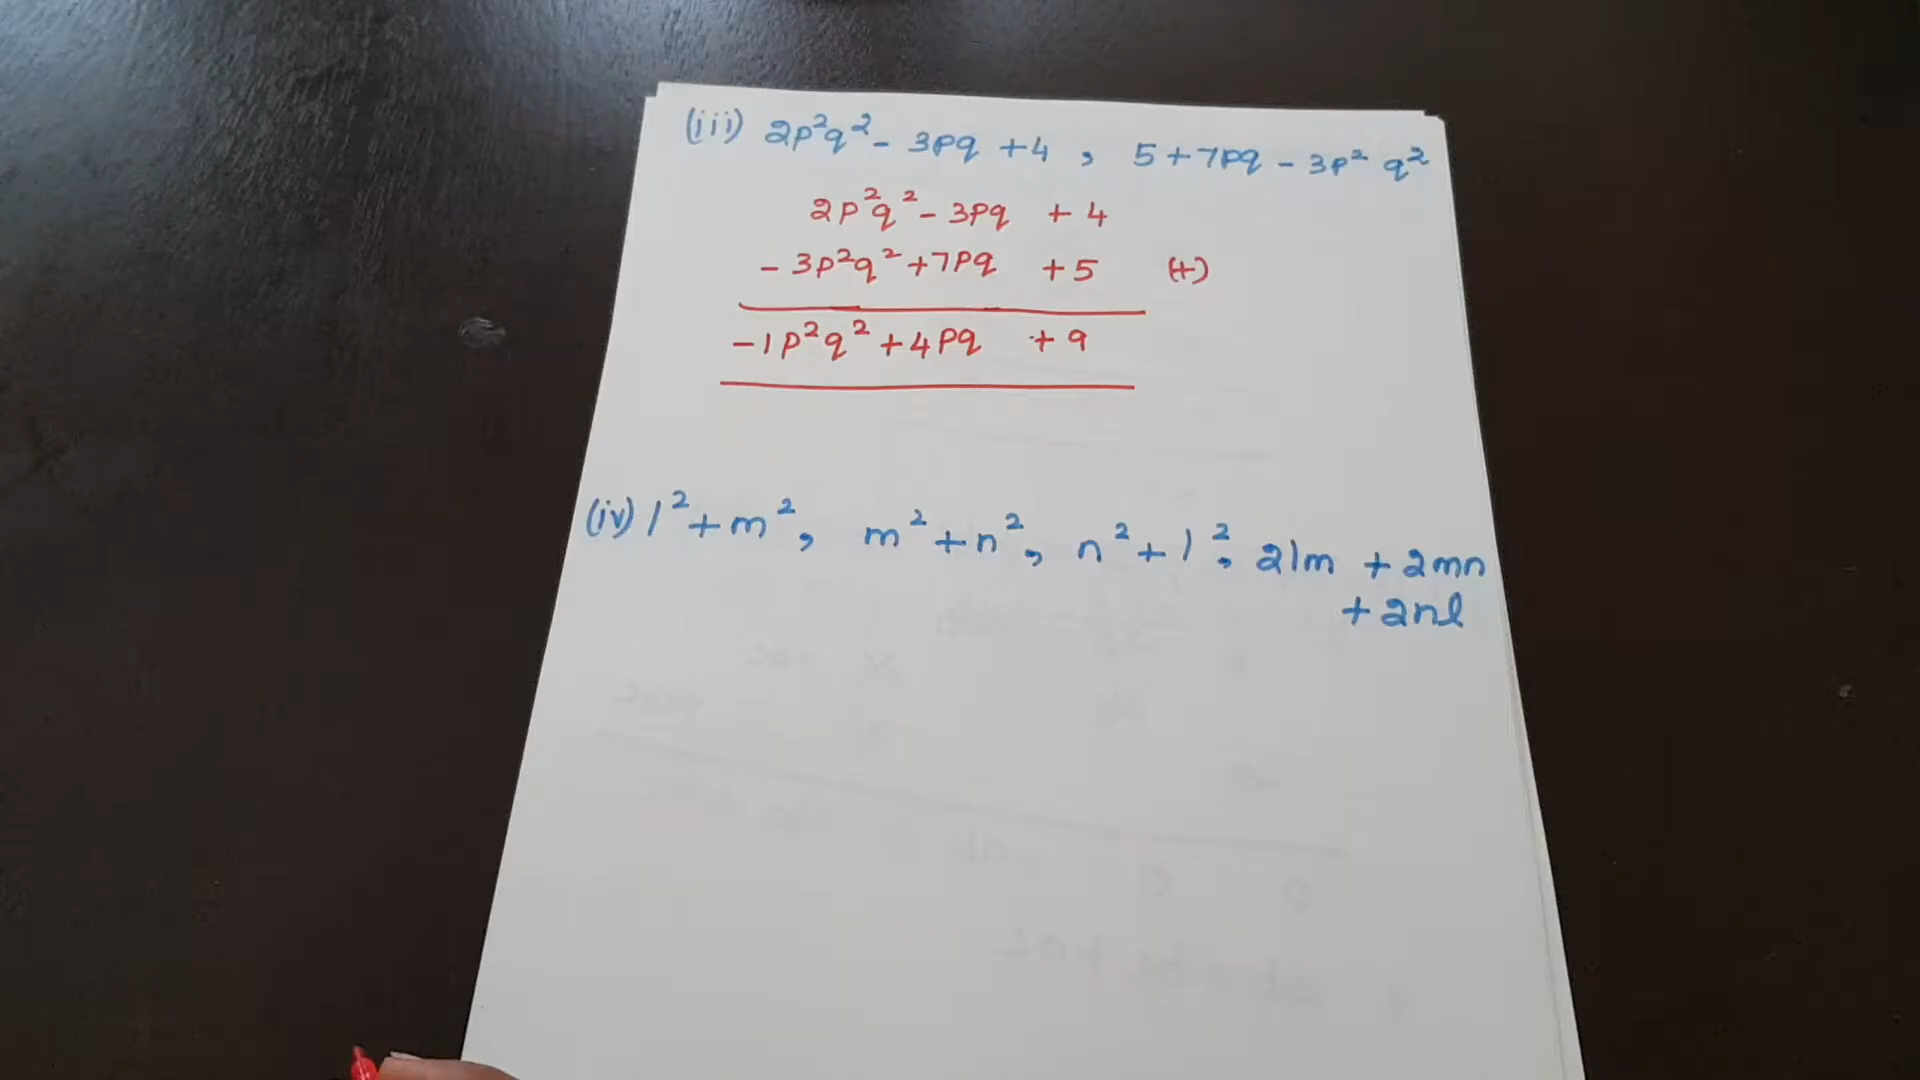 (iii) 2p²q² - 3pq + 4 , 5 + 7pq - 3p² q²
2p²q² - 3pq + 4
- 3p²q² + 7pq + 5 (+)
- 1p²q² + 4pq + 9
(iv) l² + m², m² + n², n² + l², 2lm + 2mn
+ 2nl